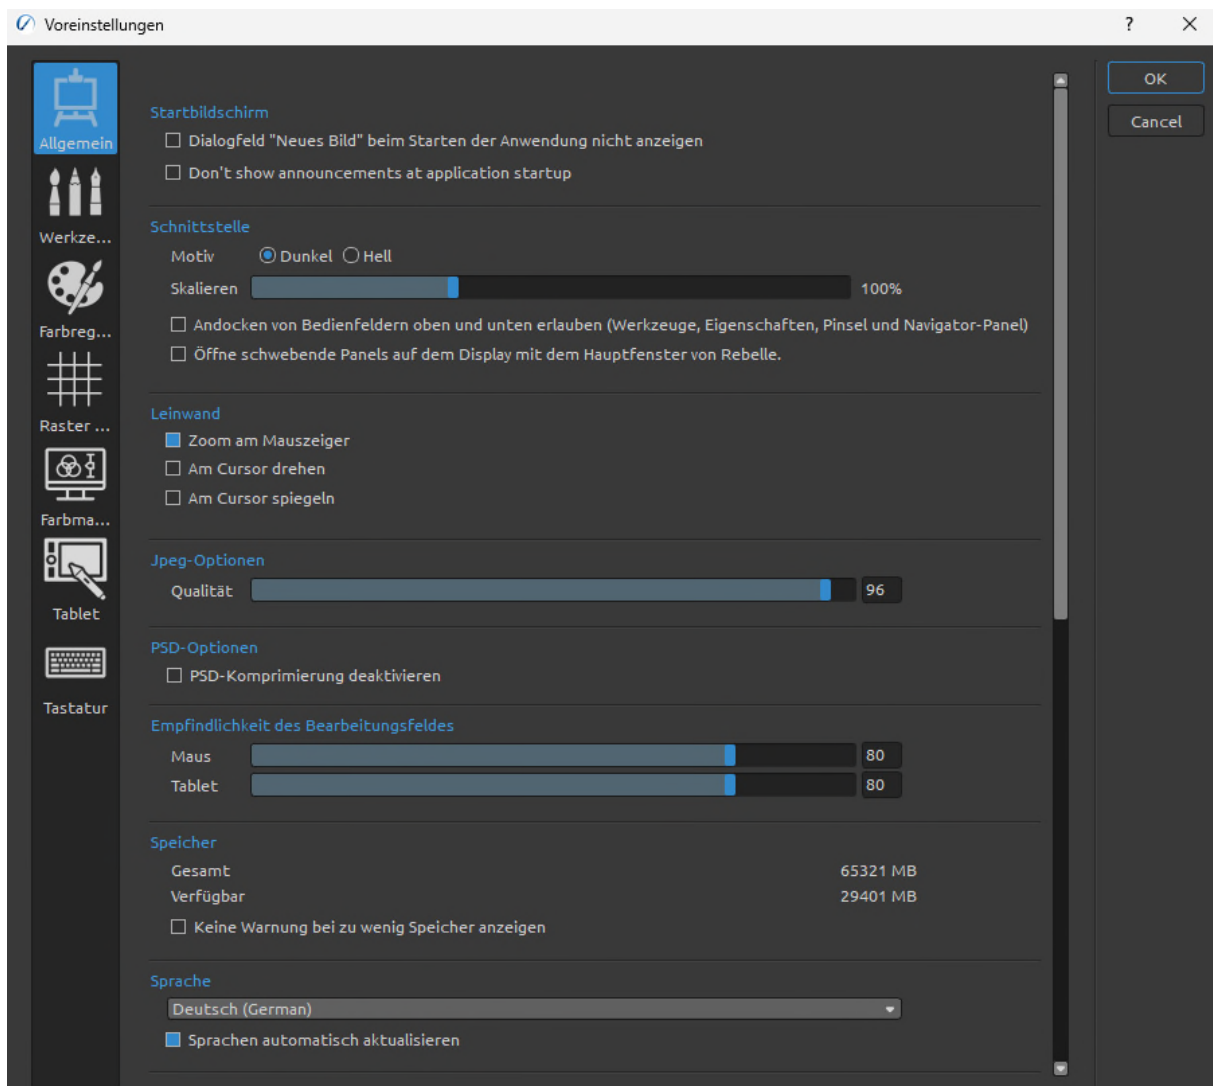 Voreinstellungen
?
OK
Cancel
Allgemein
Werkze...
Farbreg...
Raster ...
Farbma...
Tablet
Tastatur
Startbildschirm
Dialogfeld "Neues Bild" beim Starten der Anwendung nicht anzeigen
Don't show announcements at application startup
Schnittstelle
Motiv Dunkel Hell
Skalieren 100%
Andocken von Bedienfeldern oben und unten erlauben (Werkzeuge, Eigenschaften, Pinsel und Navigator-Panel)
Öffne schwebende Panels auf dem Display mit dem Hauptfenster von Rebelle.
Leinwand
Zoom am Mauszeiger
Am Cursor drehen
Am Cursor spiegeln
Jpeg-Optionen
Qualität 96
PSD-Optionen
PSD-Komprimierung deaktivieren
Empfindlichkeit des Bearbeitungsfeldes
Maus 80
Tablet 80
Speicher
Gesamt 65321 MB
Verfügbar 29401 MB
Keine Warnung bei zu wenig Speicher anzeigen
Sprache
Deutsch (German)
Sprachen automatisch aktualisieren